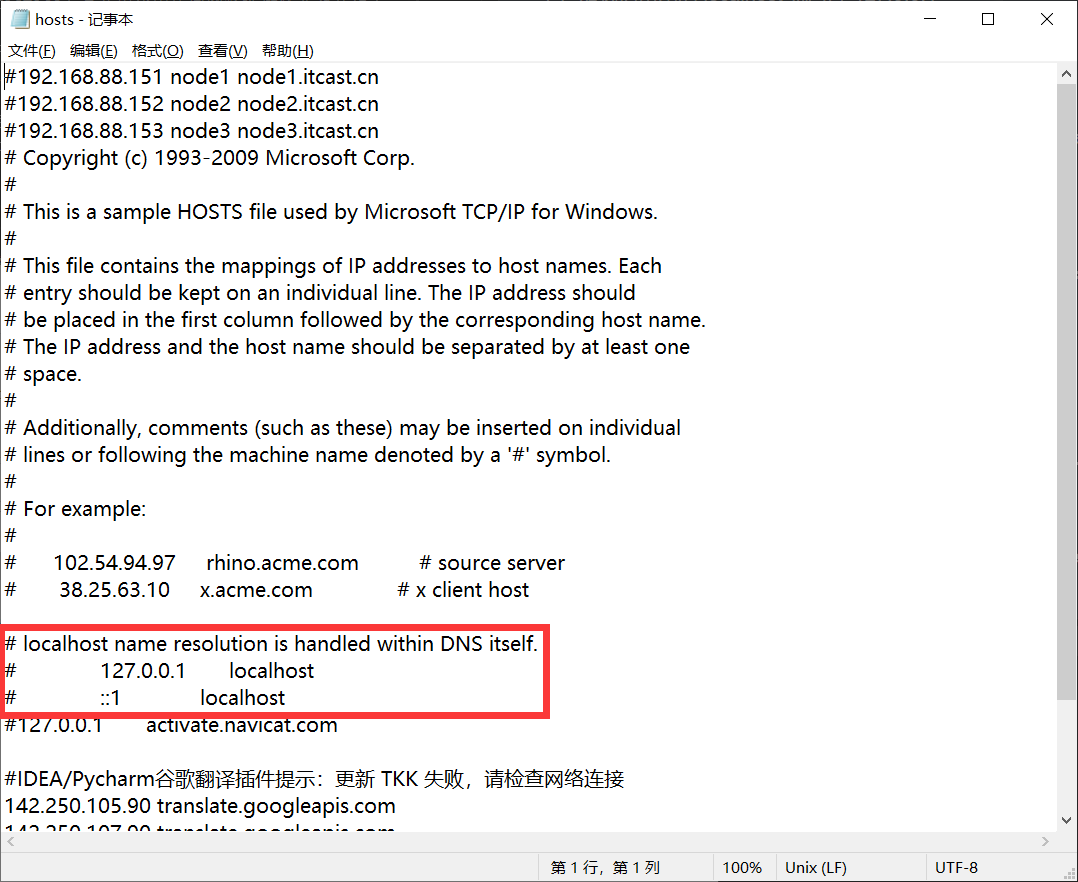 hosts - 记事本
文件(F) 编辑(E) 格式(O) 查看(V) 帮助(H)
#192.168.88.151 node1 node1.itcast.cn
#192.168.88.152 node2 node2.itcast.cn
#192.168.88.153 node3 node3.itcast.cn
# Copyright (c) 1993-2009 Microsoft Corp.
#
# This is a sample HOSTS file used by Microsoft TCP/IP for Windows.
#
# This file contains the mappings of IP addresses to host names. Each
# entry should be kept on an individual line. The IP address should
# be placed in the first column followed by the corresponding host name.
# The IP address and the host name should be separated by at least one
# space.
#
# Additionally, comments (such as these) may be inserted on individual
# lines or following the machine name denoted by a '#' symbol.
#
# For example:
#
# 102.54.94.97 rhino.acme.com # source server
# 38.25.63.10 x.acme.com # x client host
# localhost name resolution is handled within DNS itself.
# 127.0.0.1 localhost
# ::1 localhost
#127.0.0.1 activate.navicat.com
#IDEA/Pycharm谷歌翻译插件提示：更新 TKK 失败，请检查网络连接
142.250.105.90 translate.googleapis.com
142.250.107.90 translate.googleapis.com
第 1 行，第 1 列 100% Unix (LF) UTF-8